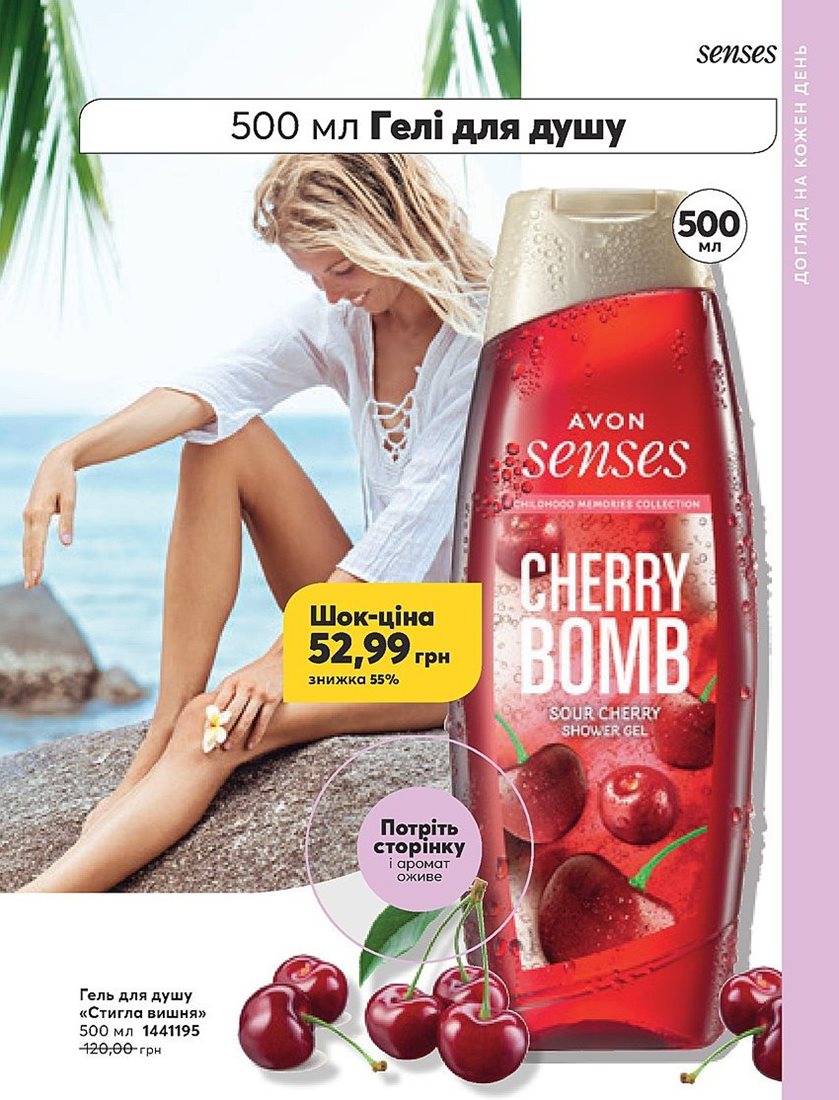 senses
500 мл Гелі для душу
ДОГЛЯД НА КОЖЕН ДЕНЬ
500
мл
AVON
senses
CHILDHOOD MEMORIES COLLECTION
CHERRY
BOMB
SOUR CHERRY
SHOWER GEL
Шок-ціна
52,99 грн
знижка 55%
Потріть
сторінку
і аромат
оживе
Гель для душу
«Стигла вишня»
500 мл 1441195
120,00 грн